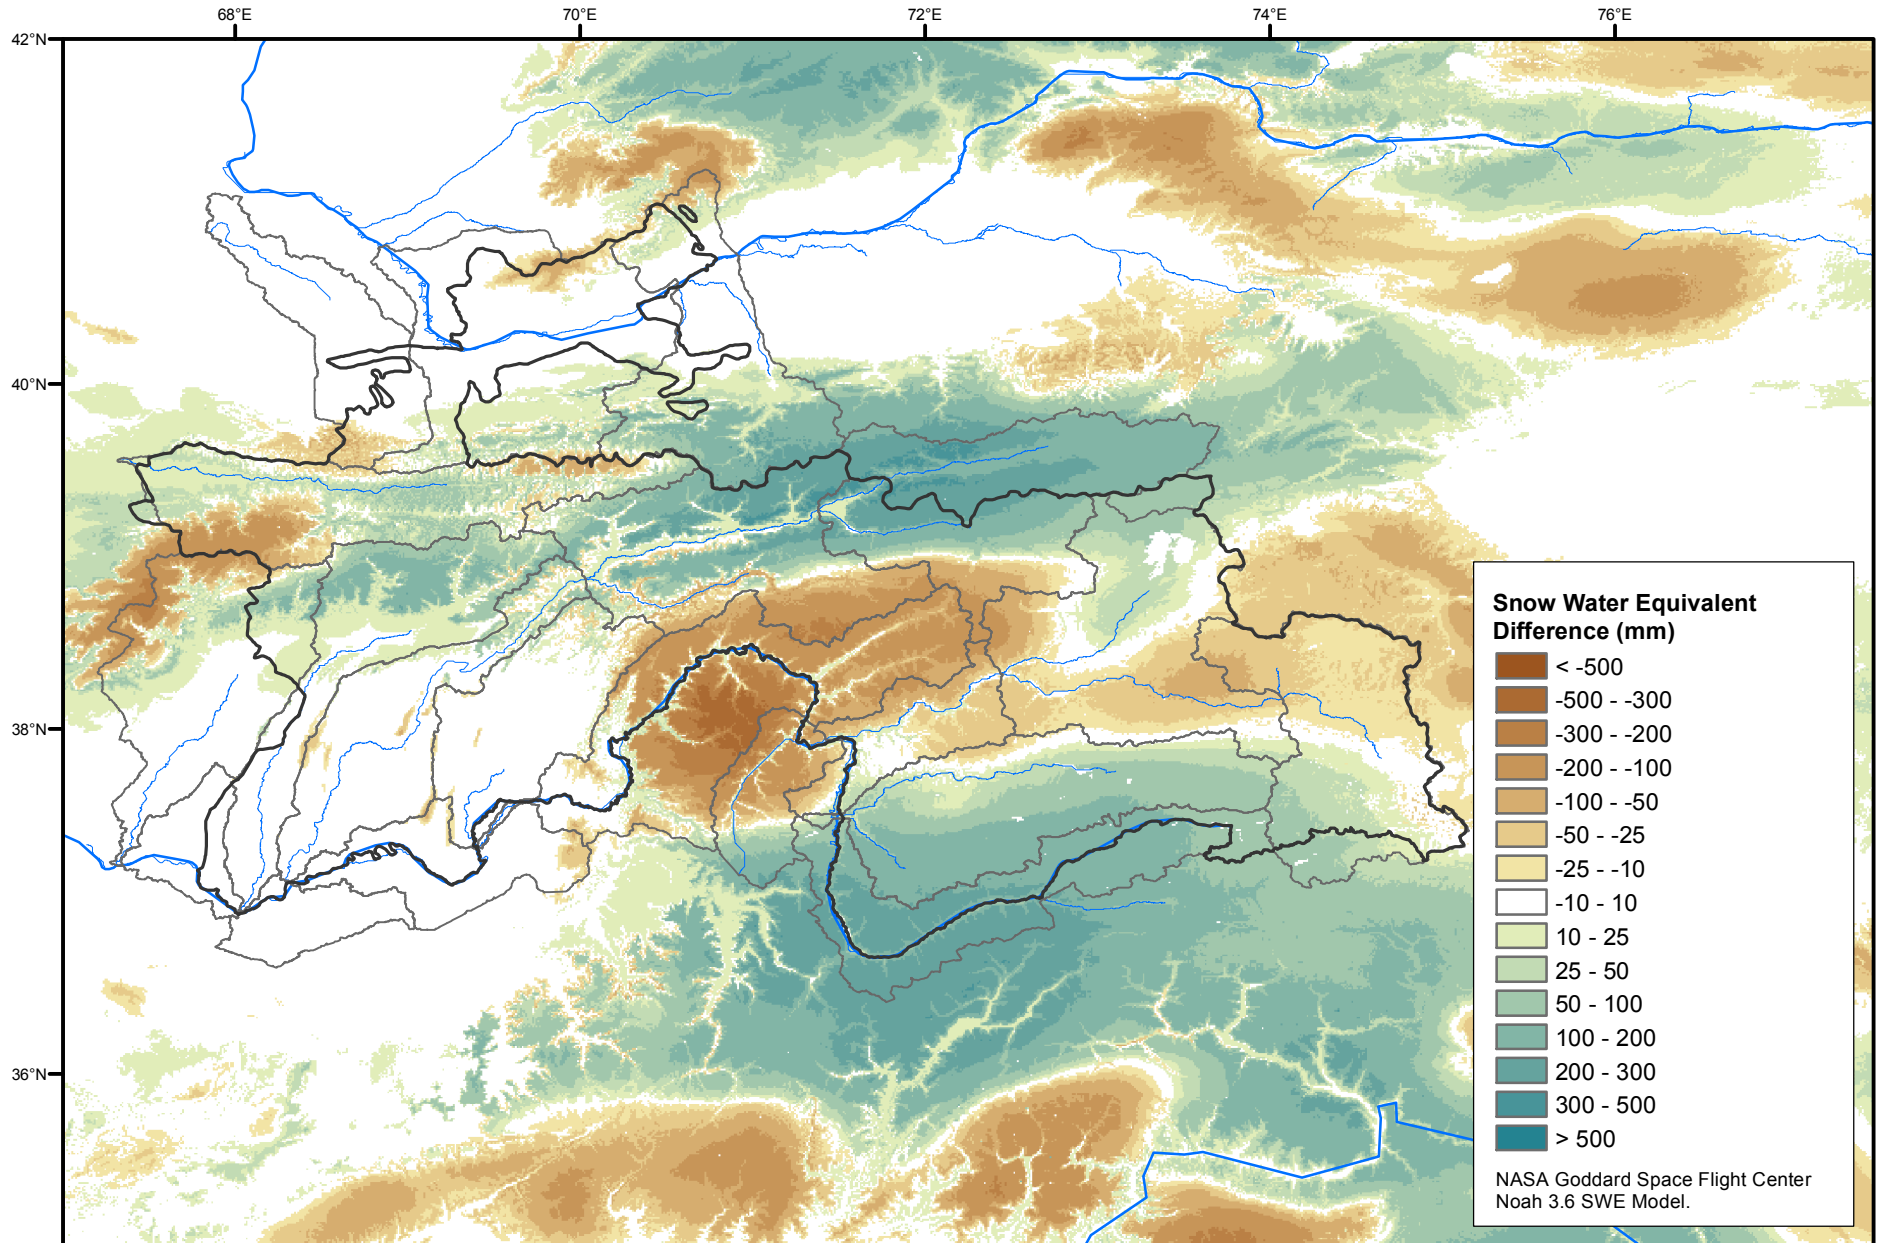 68°E 70°E 72°E 74°E 76°E
42°N
40°N
38°N
36°N
Snow Water Equivalent
Difference (mm)
< -500
-500 - -300
-300 - -200
-200 - -100
-100 - -50
-50 - -25
-25 - -10
-10 - 10
10 - 25
25 - 50
50 - 100
100 - 200
200 - 300
300 - 500
> 500
NASA Goddard Space Flight Center
Noah 3.6 SWE Model.